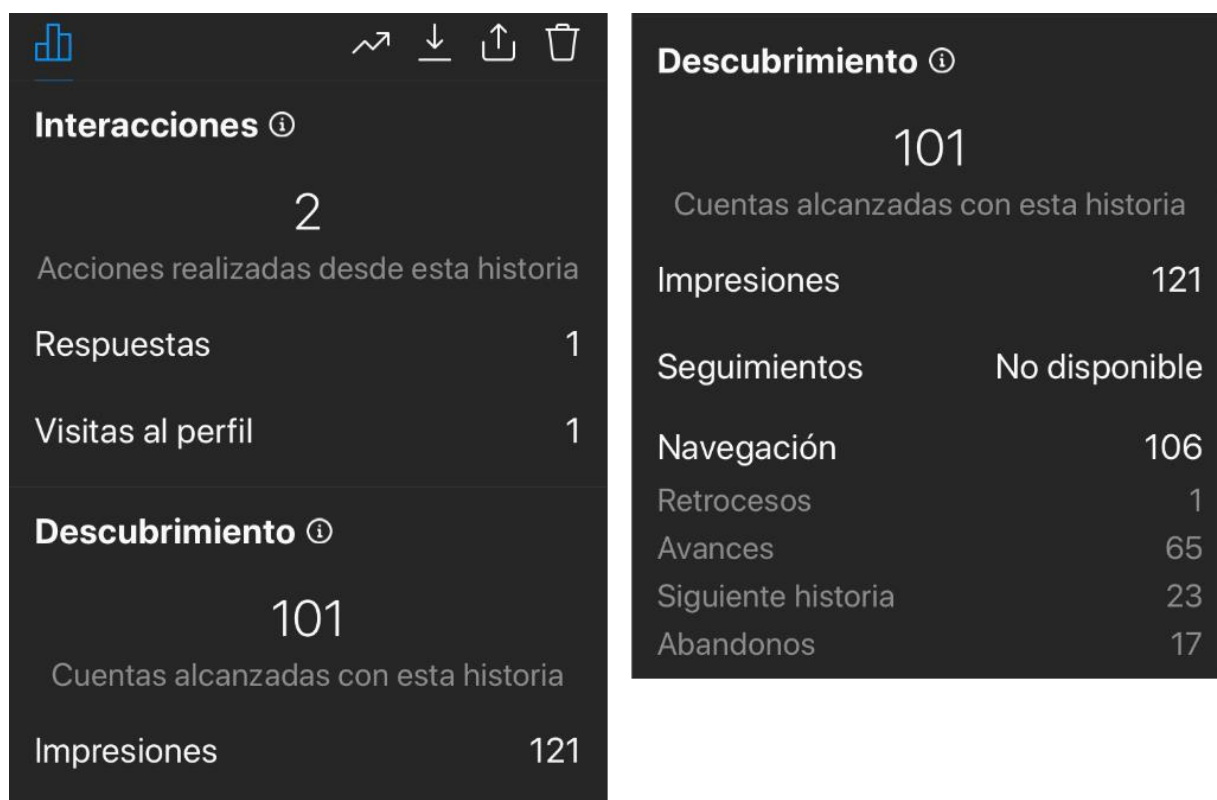 Interacciones
2
Acciones realizadas desde esta historia
Respuestas 1
Visitas al perfil 1
Descubrimiento
101
Cuentas alcanzadas con esta historia
Impresiones 121
Descubrimiento
101
Cuentas alcanzadas con esta historia
Impresiones 121
Seguimientos No disponible
Navegación 106
Retrocesos 1
Avances 65
Siguiente historia 23
Abandonos 17